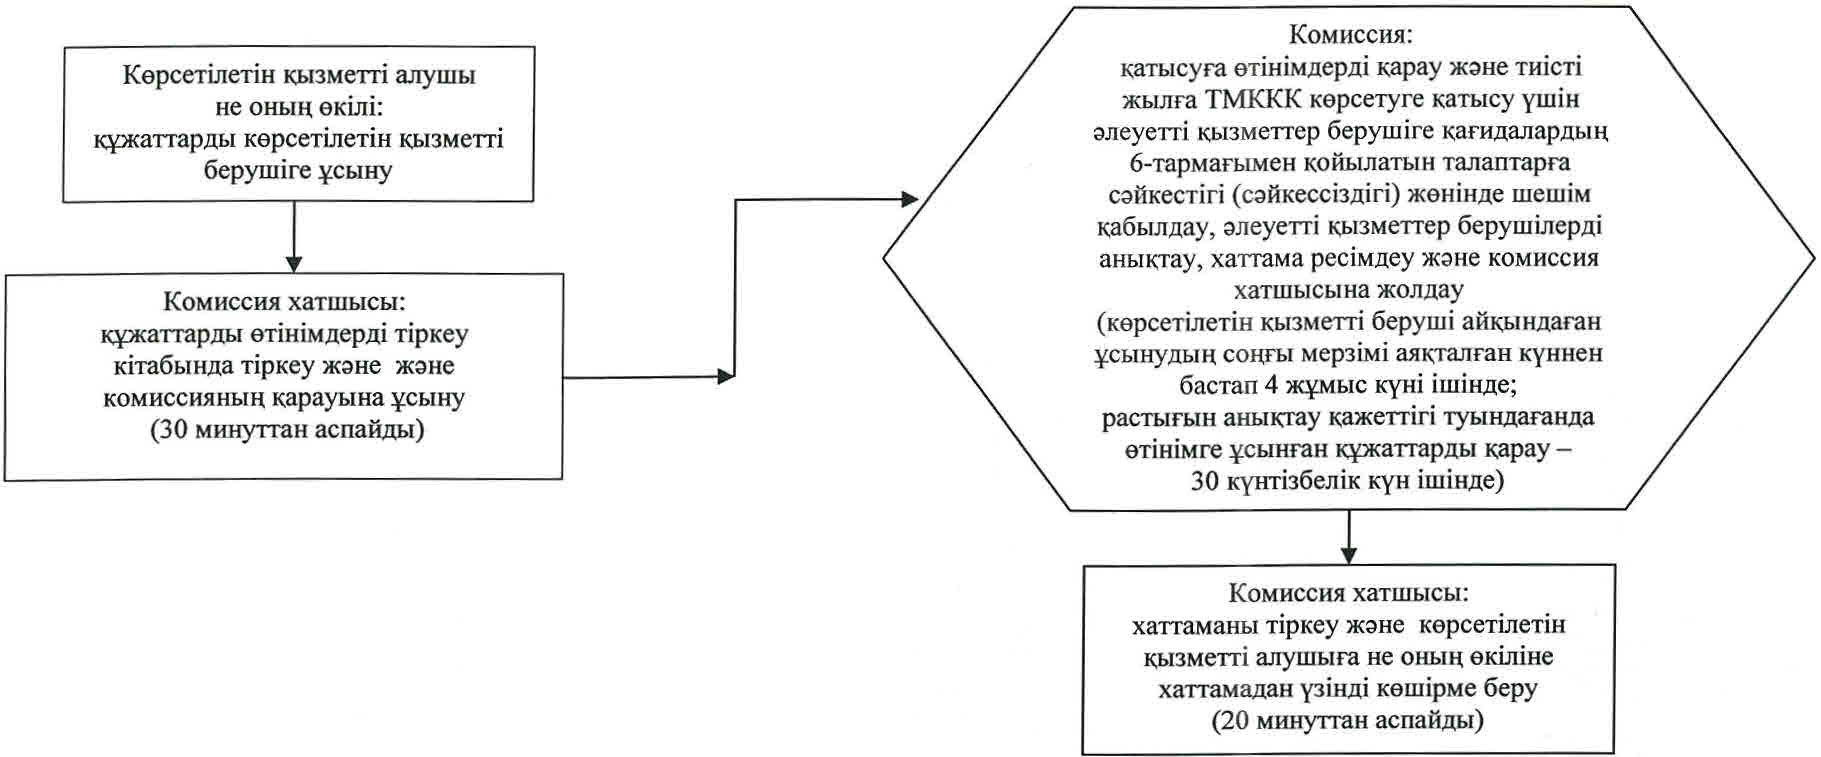 Көрсетілетін қызметті алушы
не оның өкілі:
құжаттарды көрсетілетін қызметті
берушіге ұсыну
Комиссия хатшысы:
құжаттарды өтінімдерді тіркеу
кітабында тіркеу және  және
комиссияның қарауына ұсыну
(30 минуттан аспайды)
Комиссия:
қатысуға өтінімдерді қарау және тиісті
жылға ТМККК көрсетуге қатысу үшін
әлеуетті қызметтер берушіге қағидалардың
6-тармағымен қойылатын талаптарға
сәйкестігі (сәйкессіздігі) жөнінде шешім
қабылдау, әлеуетті қызметтер берушілерді
анықтау, хаттама ресімдеу және комиссия
хатшысына жолдау
(көрсетілетін қызметті беруші айқындаған
ұсынудың соңғы мерзімі аяқталған күннен
бастап 4 жұмыс күні ішінде;
растығын анықтау қажеттігі туындағанда
өтінімге ұсынған құжаттарды қарау –
30 күнтізбелік күн ішінде)
Комиссия хатшысы:
хаттаманы тіркеу және  көрсетілетін
қызметті алушыға не оның өкіліне
хаттамадан үзінді көшірме беру
(20 минуттан аспайды)